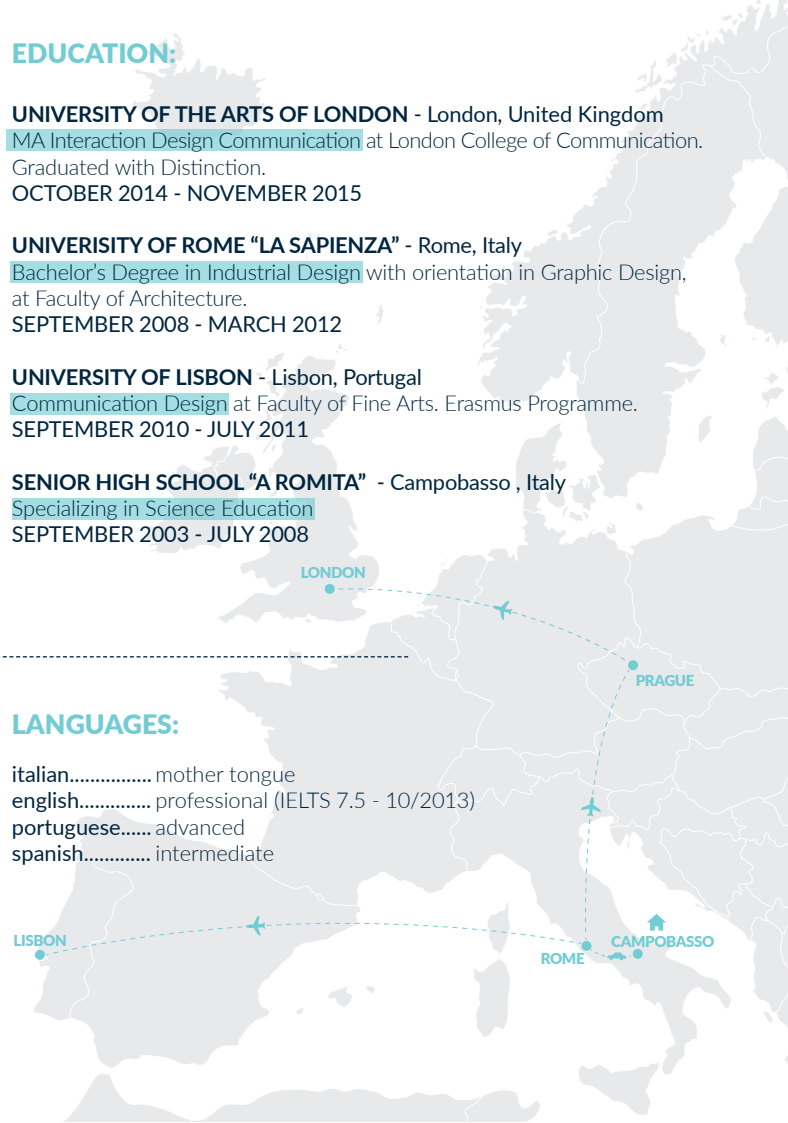 EDUCATION:
UNIVERSITY OF THE ARTS OF LONDON - London, United Kingdom
MA Interaction Design Communication at London College of Communication.
Graduated with Distinction.
OCTOBER 2014 - NOVEMBER 2015
UNIVERISITY OF ROME “LA SAPIENZA” - Rome, Italy
Bachelor’s Degree in Industrial Design with orientation in Graphic Design,
at Faculty of Architecture.
SEPTEMBER 2008 - MARCH 2012
UNIVERSITY OF LISBON - Lisbon, Portugal
Communication Design at Faculty of Fine Arts. Erasmus Programme.
SEPTEMBER 2010 - JULY 2011
SENIOR HIGH SCHOOL “A ROMITA”  - Campobasso , Italy
Specializing in Science Education
SEPTEMBER 2003 - JULY 2008
LONDON
PRAGUE
LANGUAGES:
italian................ mother tongue
english.............. professional (IELTS 7.5 - 10/2013)
portuguese...... advanced
spanish............. intermediate
LISBON
CAMPOBASSO
ROME